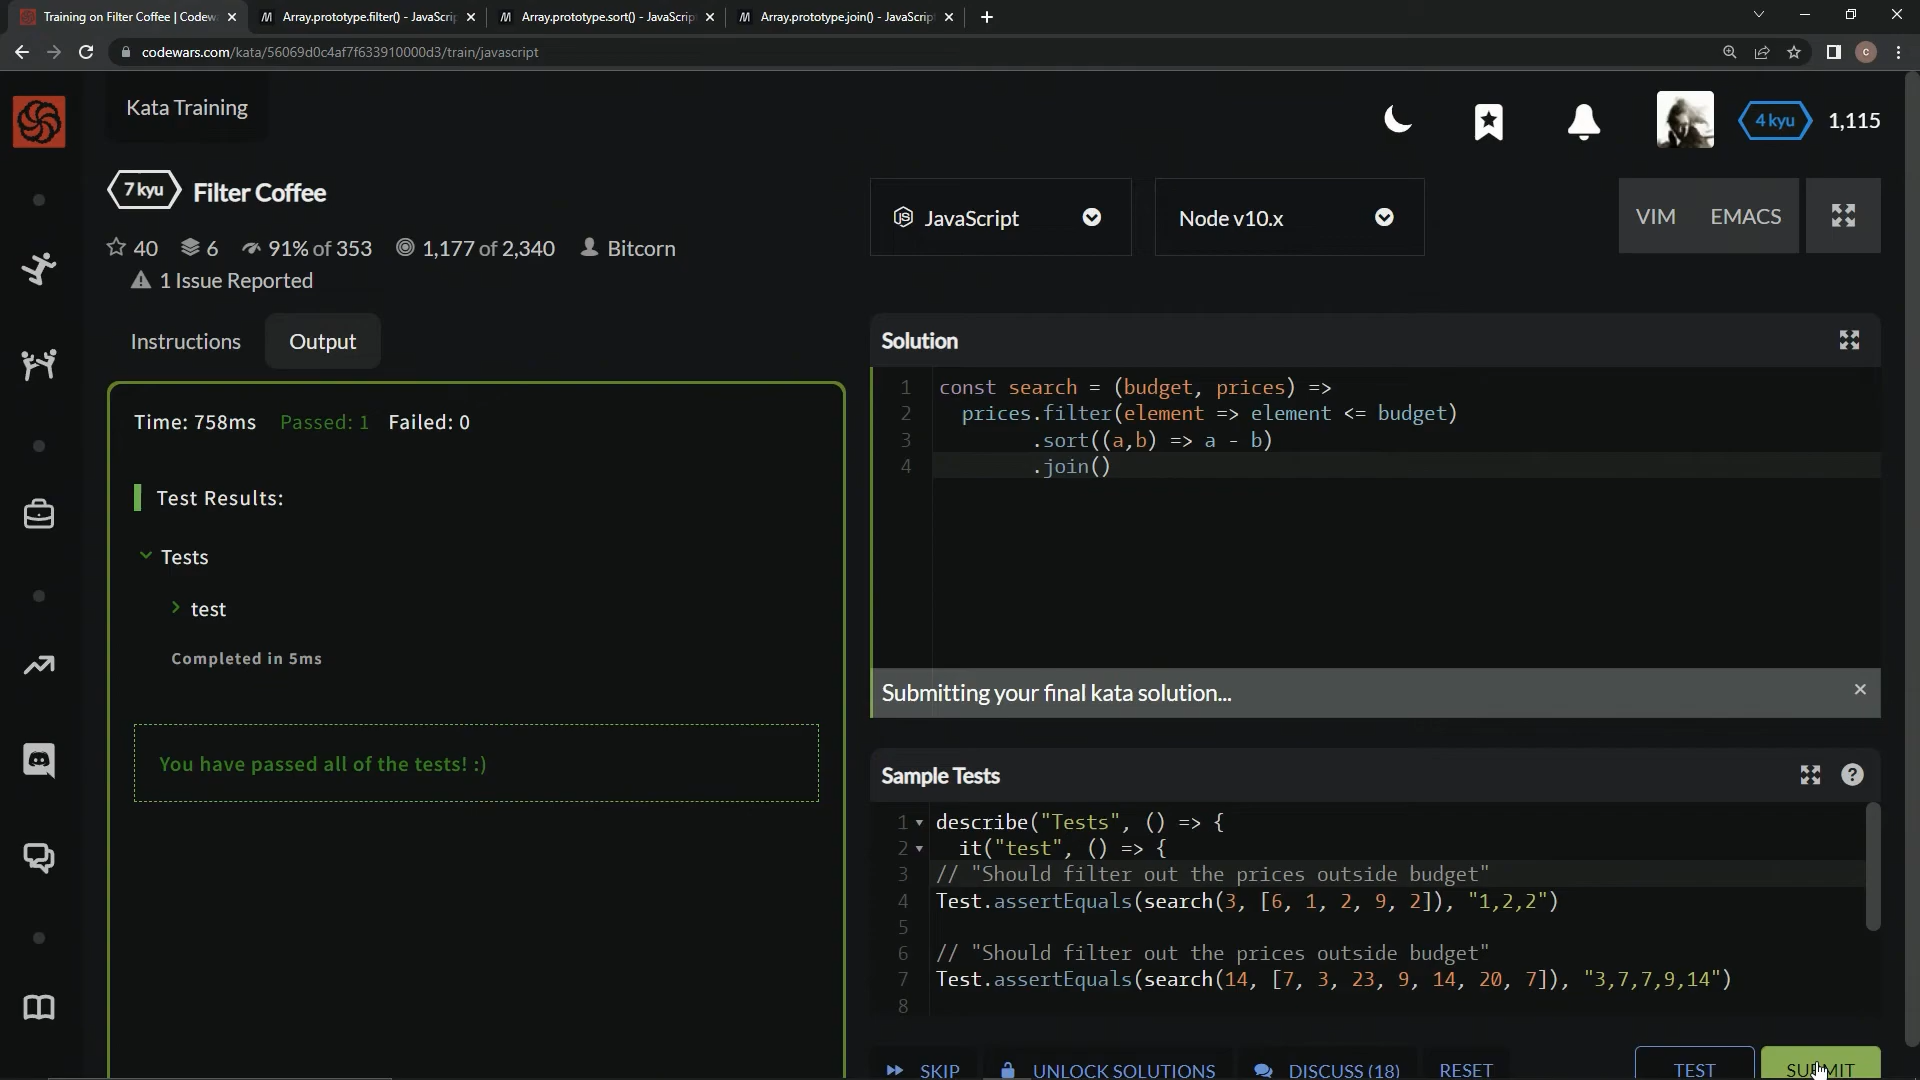 Training on Filter Coffee | Codew
Array.prototype.filter() - JavaScrip
Array.prototype.sort() - JavaScrip
Array.prototype.join() - JavaScrip
codewars.com/kata/56069d0c4af7f633910000d3/train/javascript
c
Kata Training
4 kyu 1,115
7 kyu Filter Coffee
40 6 91% of 353 1,177 of 2,340 Bitcorn
1 Issue Reported
JavaScript
Node v10.x
VIM EMACS
Instructions Output
Time: 758ms Passed: 1 Failed: 0
Test Results:
Tests
test
Completed in 5ms
You have passed all of the tests! :)
Solution
1 const search = (budget, prices) =>
2 prices.filter(element => element <= budget)
3 .sort((a,b) => a - b)
4 .join()
Submitting your final kata solution...
Sample Tests
1 describe("Tests", () => {
2 it("test", () => {
3 // "Should filter out the prices outside budget"
4 Test.assertEquals(search(3, [6, 1, 2, 9, 2]), "1,2,2")
5
6 // "Should filter out the prices outside budget"
7 Test.assertEquals(search(14, [7, 3, 23, 9, 14, 20, 7]), "3,7,7,9,14")
8
SKIP UNLOCK SOLUTIONS DISCUSS (18) RESET TEST SUBMIT